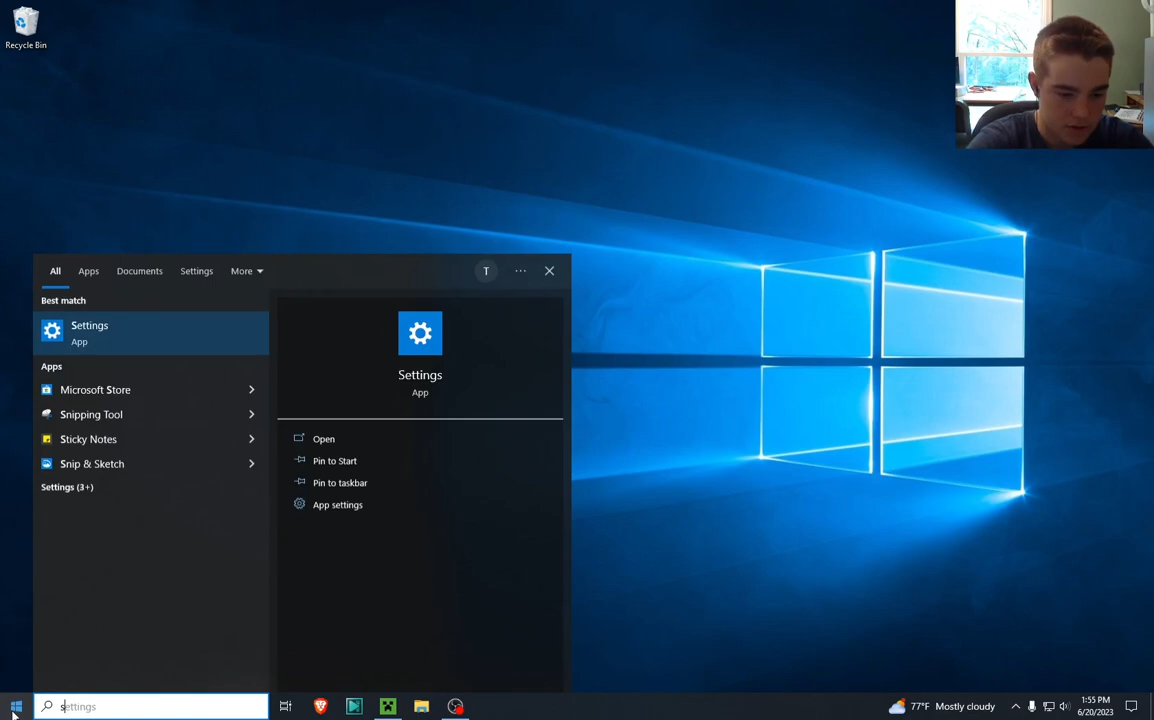 Recycle Bin
All Apps Documents Settings More
T
Best match
Settings
App
Apps
Microsoft Store
Snipping Tool
Sticky Notes
Snip & Sketch
Settings (3+)
Settings
App
Open
Pin to Start
Pin to taskbar
App settings
settings
77°F Mostly cloudy
1:55 PM
6/20/2023